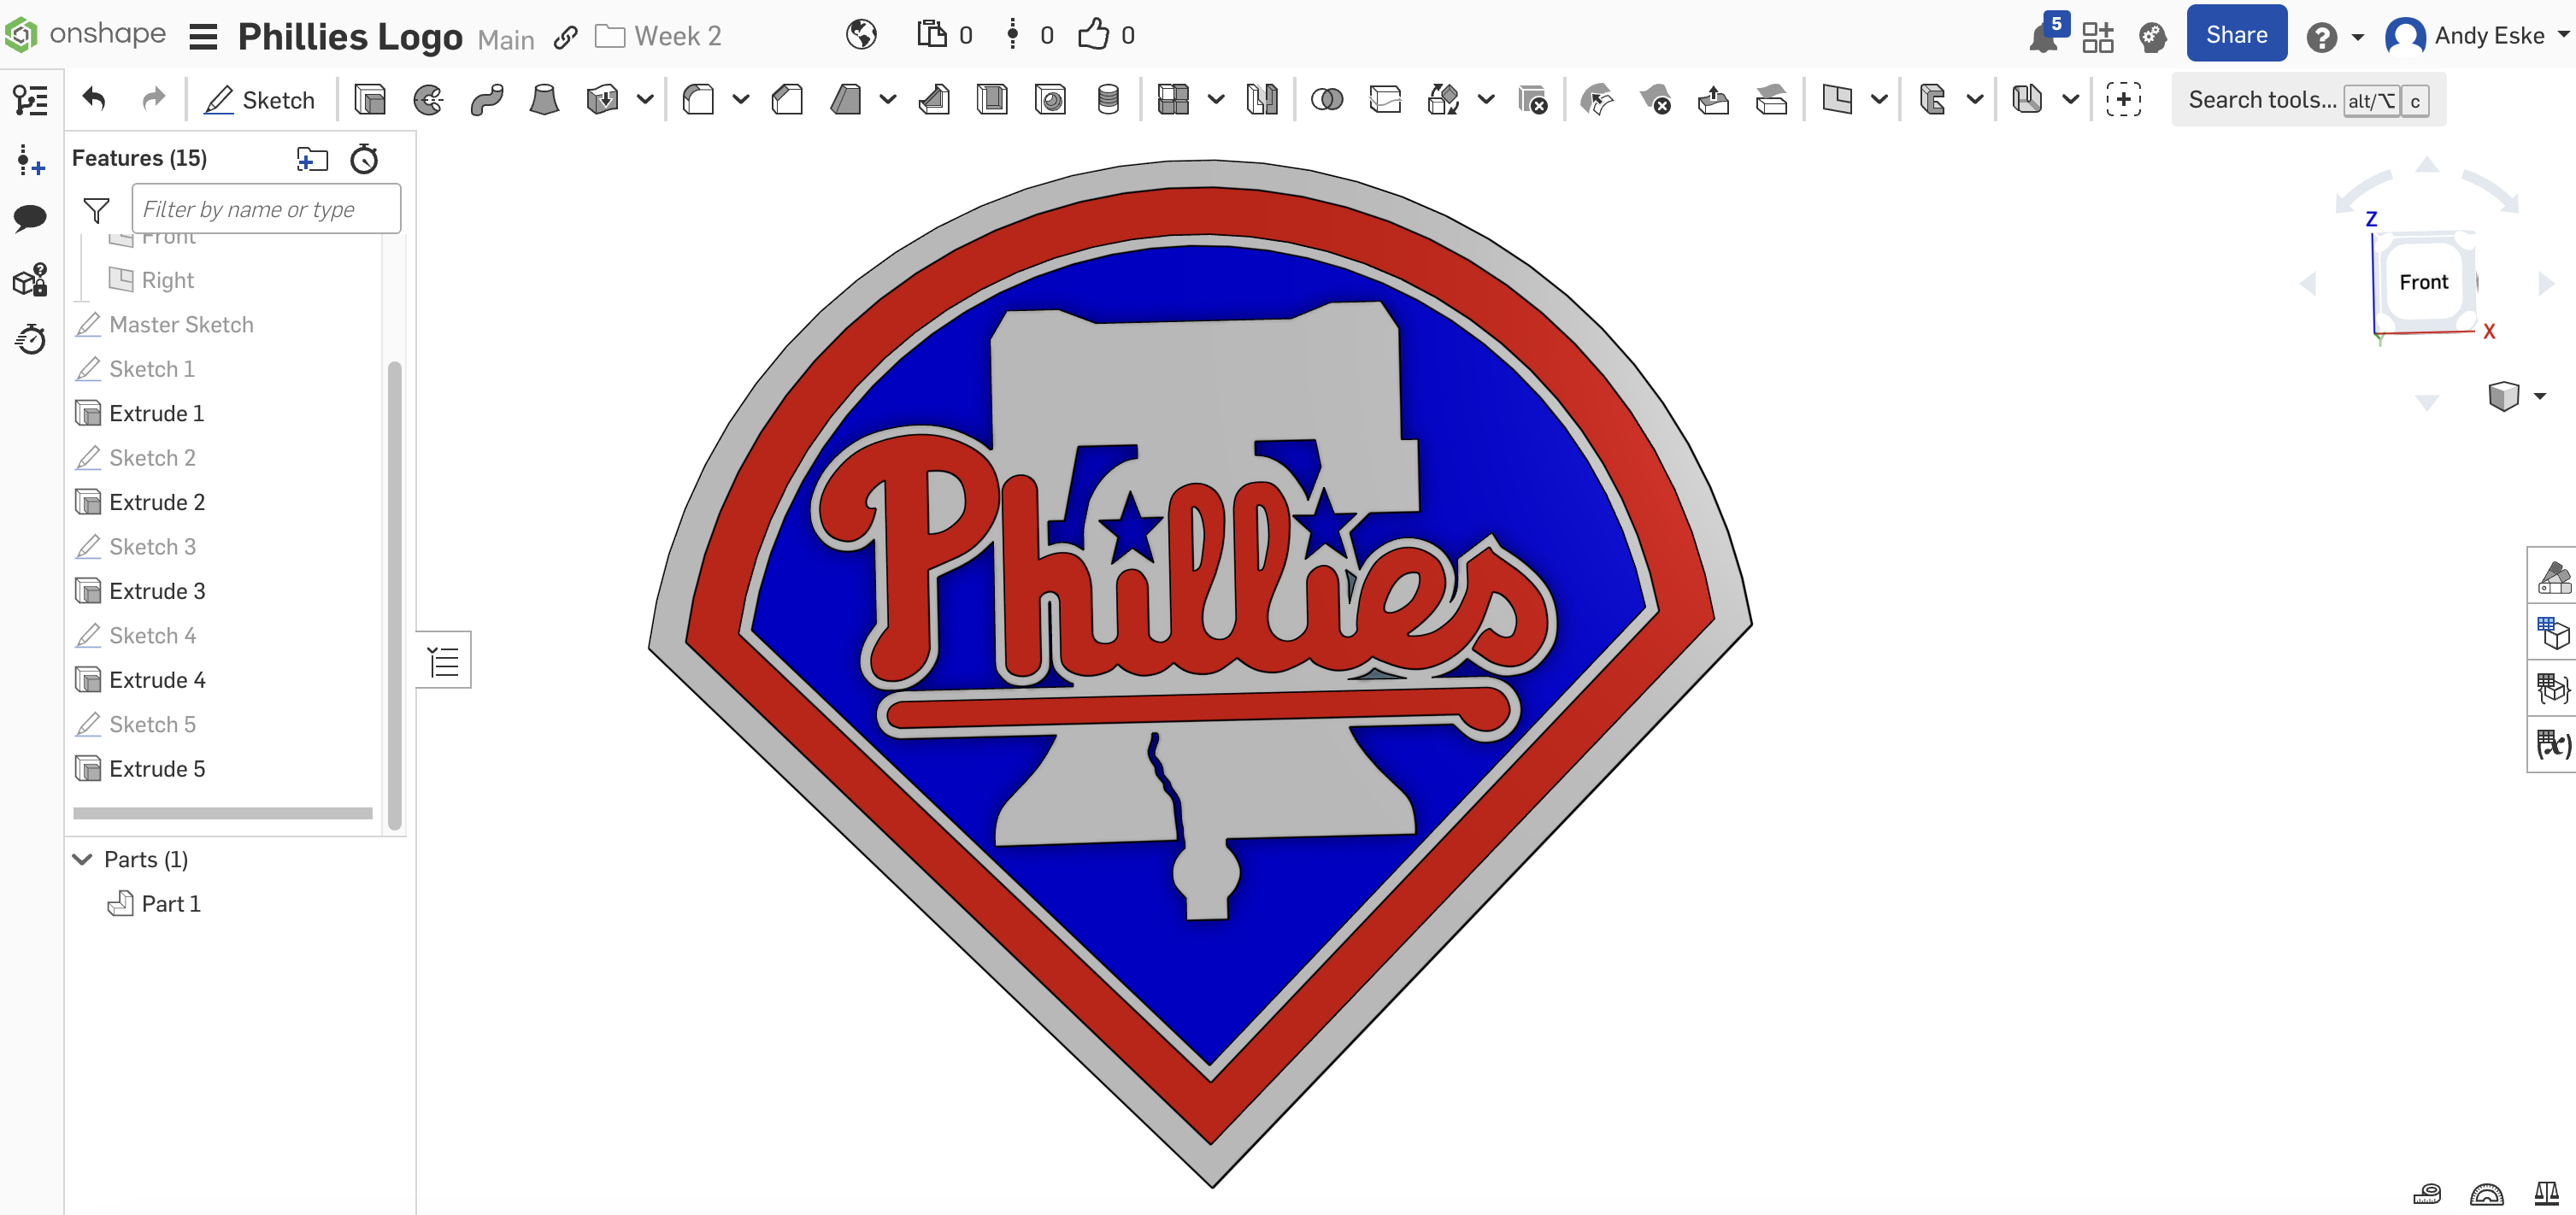 onshape Phillies Logo Main Week 2 0 0 0 5 Share Andy Eske
Sketch Search tools... alt/⌥ c
Features (15)
Filter by name or type
Front
Right
Master Sketch
Sketch 1
Extrude 1
Sketch 2
Extrude 2
Sketch 3
Extrude 3
Sketch 4
Extrude 4
Sketch 5
Extrude 5
Parts (1)
Part 1
Phillies
Z
Front
X
Y
(x)